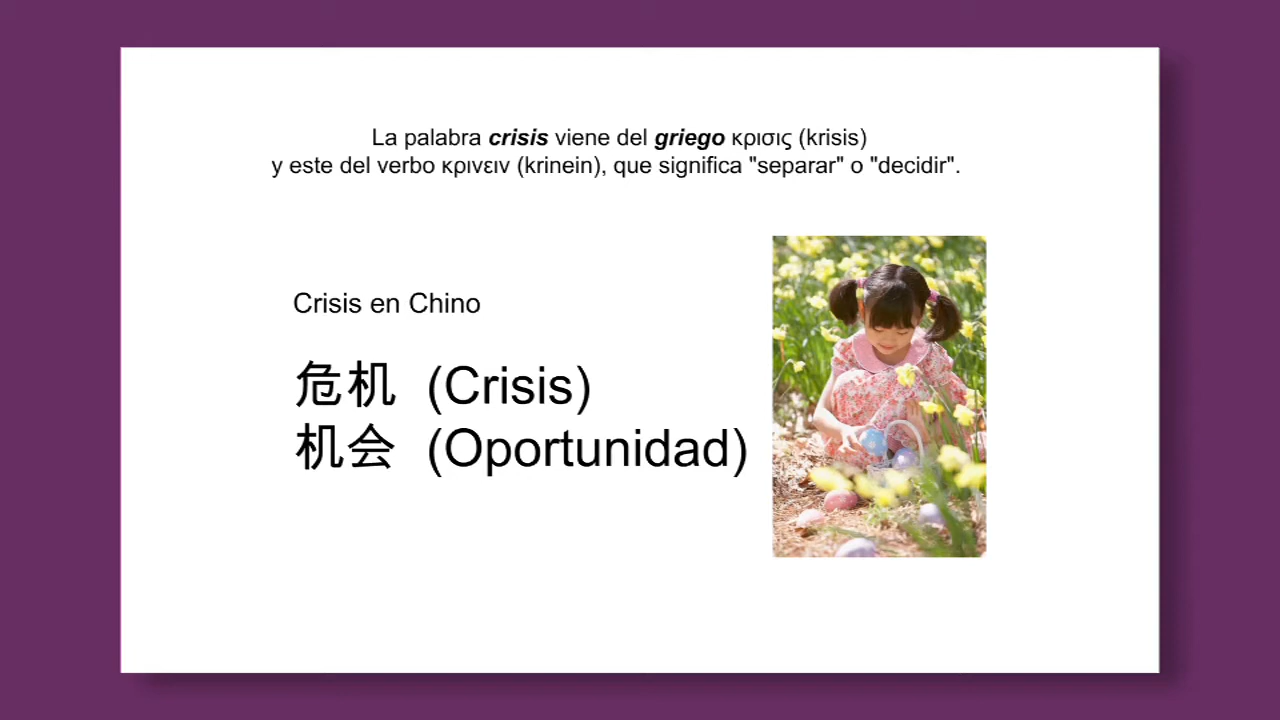 La palabra crisis viene del griego κρισις (krisis)
y este del verbo κρινειν (krinein), que significa "separar" o "decidir".
Crisis en Chino
危机 (Crisis)
机会 (Oportunidad)